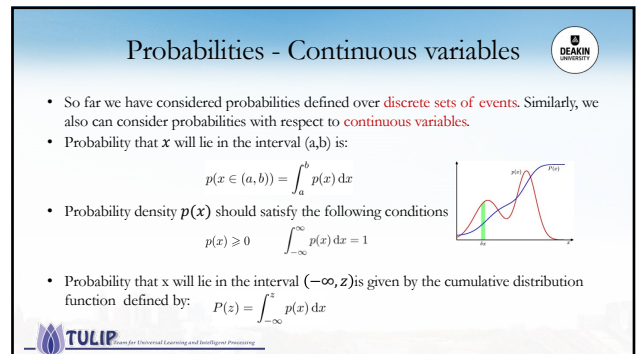 Probabilities - Continuous variables
DEAKIN
UNIVERSITY
• So far we have considered probabilities defined over discrete sets of events. Similarly, we
also can consider probabilities with respect to continuous variables.
• Probability that x will lie in the interval (a,b) is:
p(x ∈ (a, b)) = ∫_a^b p(x) dx
p(x) P(x)
δx x
• Probability density p(x) should satisfy the following conditions
p(x) ⩾ 0 ∫_{-∞}^{∞} p(x) dx = 1
• Probability that x will lie in the interval (−∞, z)is given by the cumulative distribution
function defined by: P(z) = ∫_{-∞}^{z} p(x) dx
TULIP Team for Universal Learning and Intelligent Processing